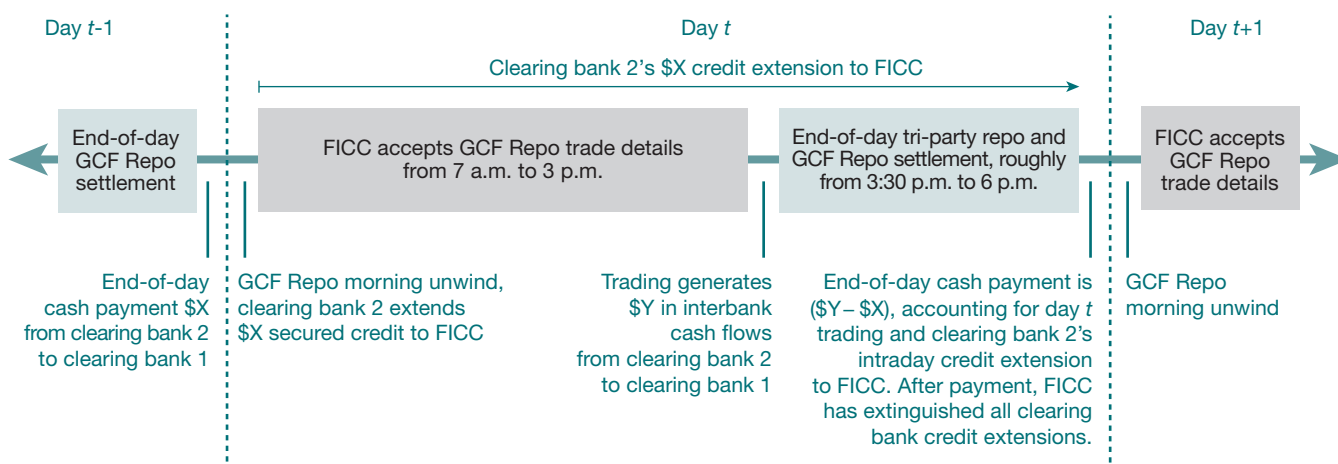 Day t-1
Day t
Day t+1
Clearing bank 2's $X credit extension to FICC
End-of-day
GCF Repo
settlement
FICC accepts GCF Repo trade details
from 7 a.m. to 3 p.m.
End-of-day tri-party repo and
GCF Repo settlement, roughly
from 3:30 p.m. to 6 p.m.
FICC accepts
GCF Repo
trade details
End-of-day
cash payment $X
from clearing bank 2
to clearing bank 1
GCF Repo morning unwind,
clearing bank 2 extends
$X secured credit to FICC
Trading generates
$Y in interbank
cash flows
from clearing bank 2
to clearing bank 1
End-of-day cash payment is
($Y – $X), accounting for day t
trading and clearing bank 2's
intraday credit extension
to FICC. After payment, FICC
has extinguished all clearing
bank credit extensions.
GCF Repo
morning unwind